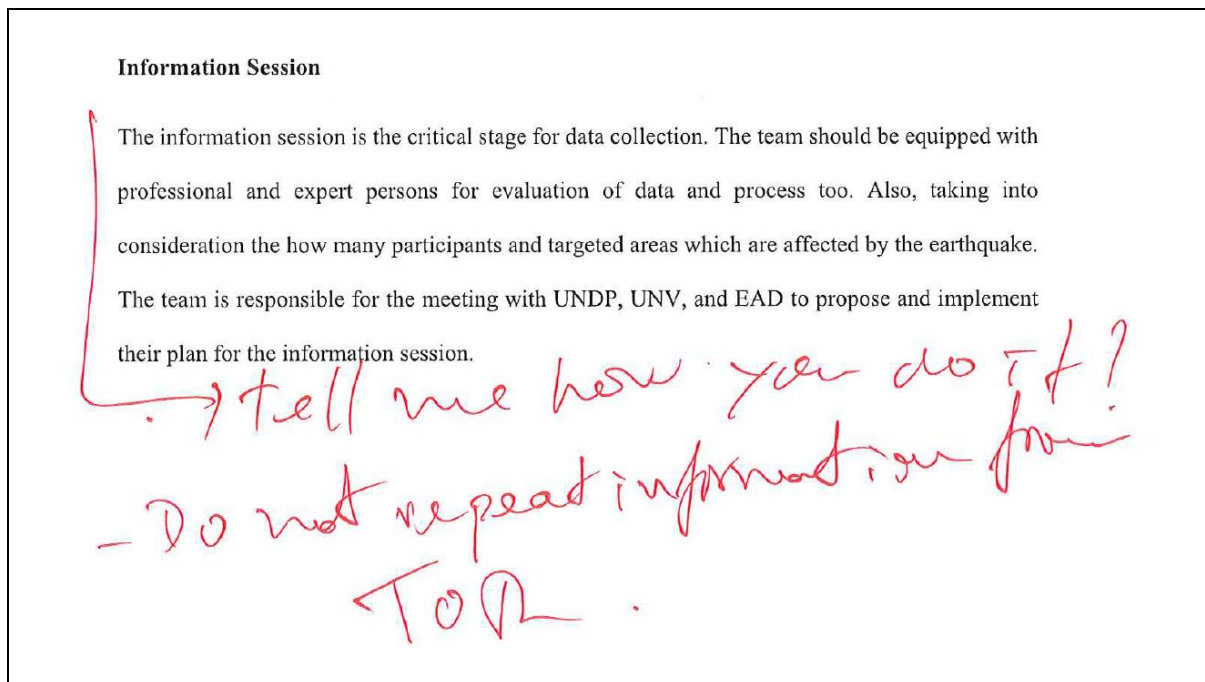 Information Session
The information session is the critical stage for data collection. The team should be equipped with
professional and expert persons for evaluation of data and process too. Also, taking into
consideration the how many participants and targeted areas which are affected by the earthquake.
The team is responsible for the meeting with UNDP, UNV, and EAD to propose and implement
their plan for the information session.
tell me how you do it?
- Do not repeat information from
TOR.